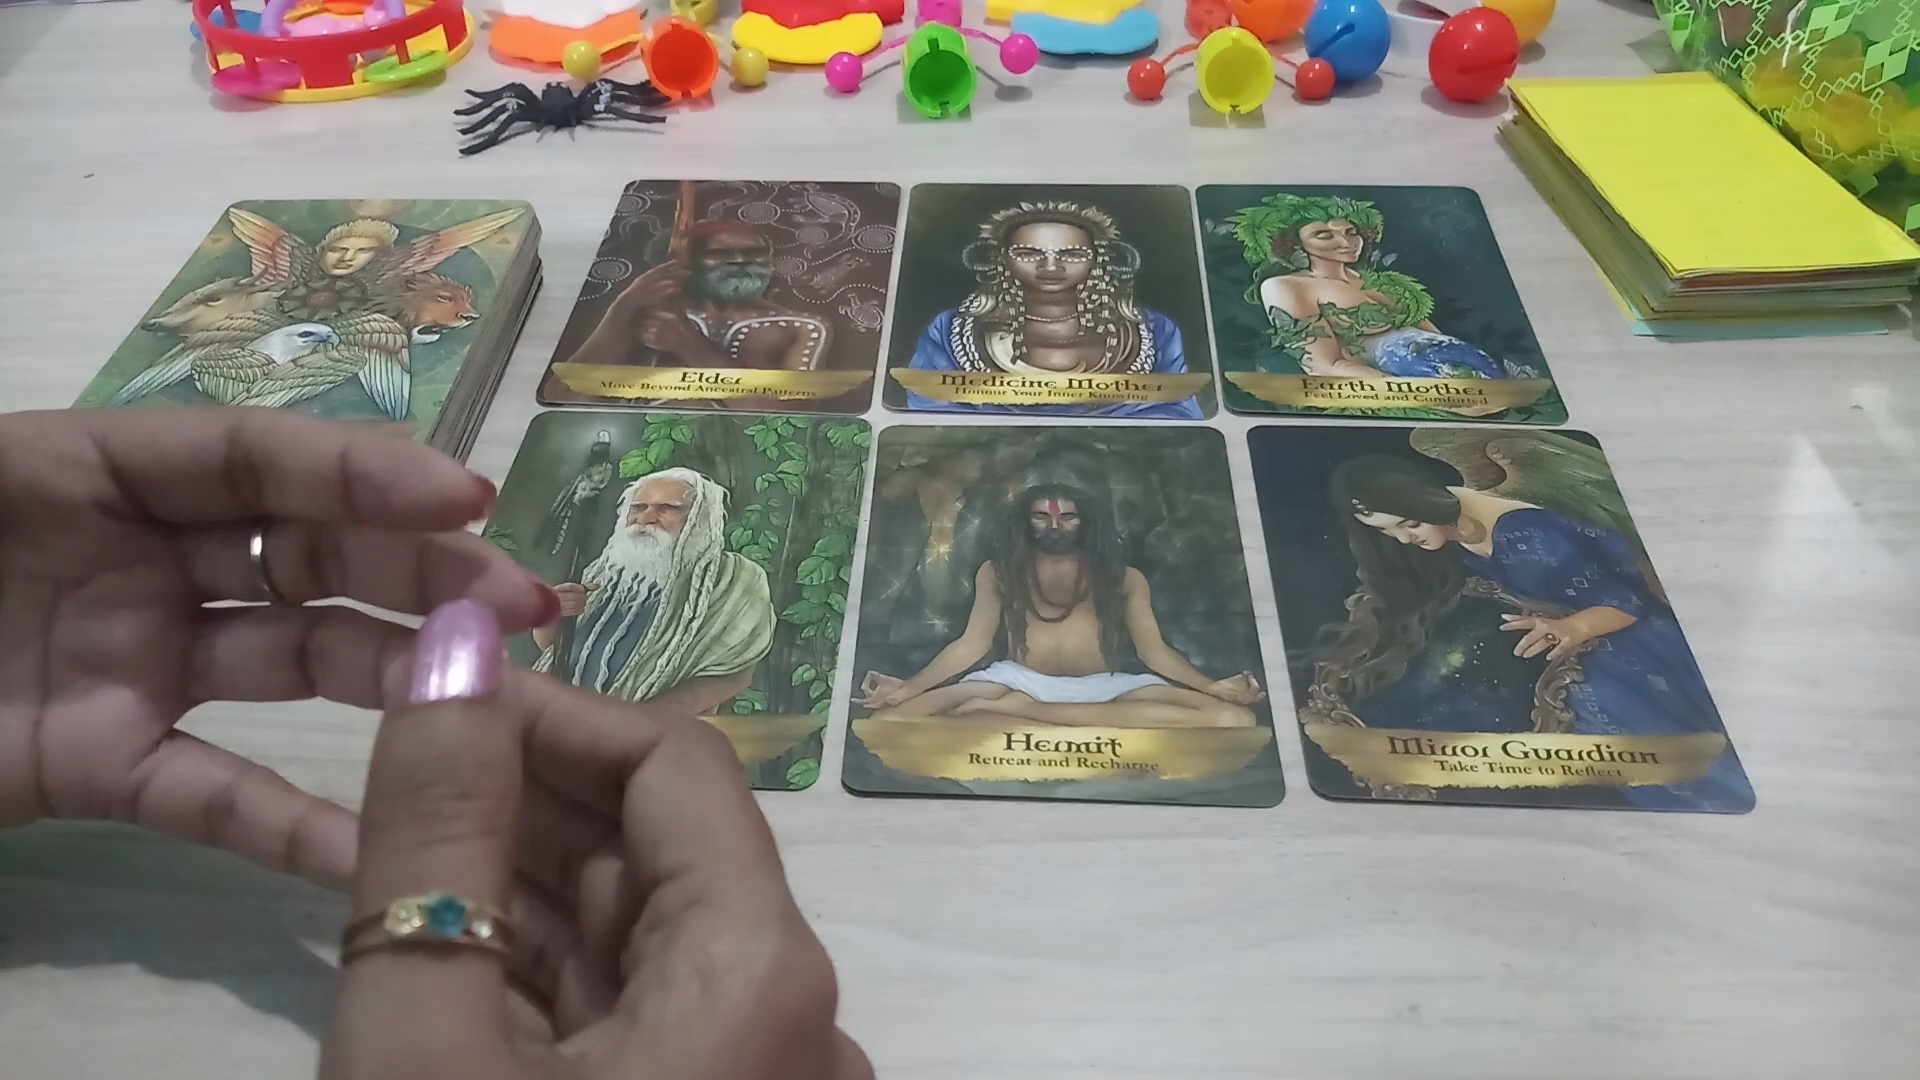 Elder
Move Beyond Ancestral Patterns
Medicine Mother
Honour Your Inner Knowing
Earth Mother
Feel Loved and Comforted
Hermit
Retreat and Recharge
Mirror Guardian
Take Time to Reflect